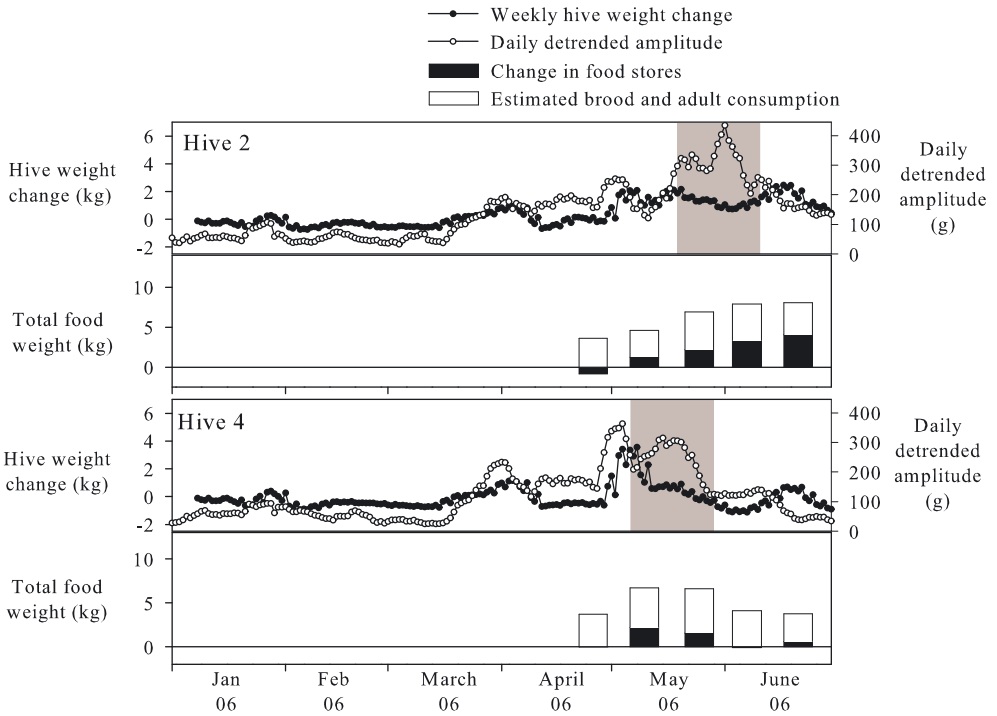 Weekly hive weight change
Daily detrended amplitude
Change in food stores
Estimated brood and adult consumption
Hive 2
Hive weight
change (kg)
6
4
2
0
-2
400
300
200
100
0
Daily
detrended
amplitude
(g)
Total food
weight (kg)
10
5
0
Hive 4
Hive weight
change (kg)
6
4
2
0
-2
400
300
200
100
0
Daily
detrended
amplitude
(g)
Total food
weight (kg)
10
5
0
Jan Feb March April May June
06 06 06 06 06 06